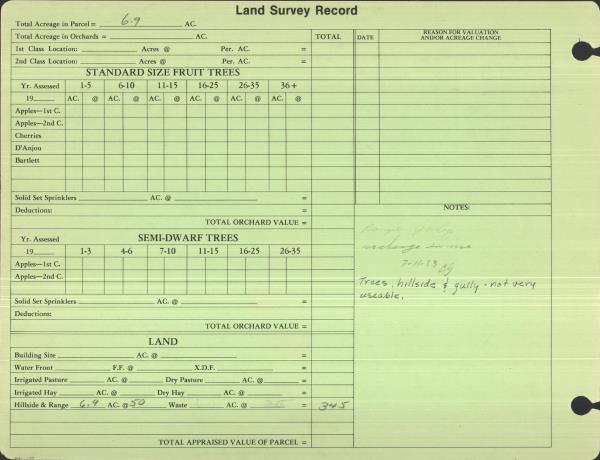 Land Survey Record
Total Acreage in Parcel = 6.9 AC.
Total Acreage in Orchards = AC. TOTAL
1st Class Location: Acres @ Per. AC. =
2nd Class Location: Acres @ Per. AC. =
STANDARD SIZE FRUIT TREES
Yr. Assessed 1-5 6-10 11-15 16-25 26-35 36+
19 AC. @ AC. @ AC. @ AC. @ AC. @ AC. @
Apples—1st C.
Apples—2nd C.
Cherries
D'Anjou
Bartlett
Solid Set Sprinklers AC. @ =
Deductions: =
TOTAL ORCHARD VALUE =
SEMI-DWARF TREES
Yr. Assessed
19 1-3 4-6 7-10 11-15 16-25 26-35
Apples—1st C.
Apples—2nd C.
Solid Set Sprinklers AC. @ =
Deductions:
TOTAL ORCHARD VALUE =
LAND
Building Site AC. @ =
Water Front F.F. @ X.D.F. =
Irrigated Pasture AC. @ Dry Pasture AC. @ =
Irrigated Hay AC. @ Dry Hay AC. @ =
Hillside & Range 6.9 AC. @ 50 Waste AC. @ = 345
TOTAL APPRAISED VALUE OF PARCEL =
DATE REASON FOR VALUATION
AND/OR ACREAGE CHANGE
NOTES:
no change in use
7-11-83
Trees, hillside & gully - not very
useable.